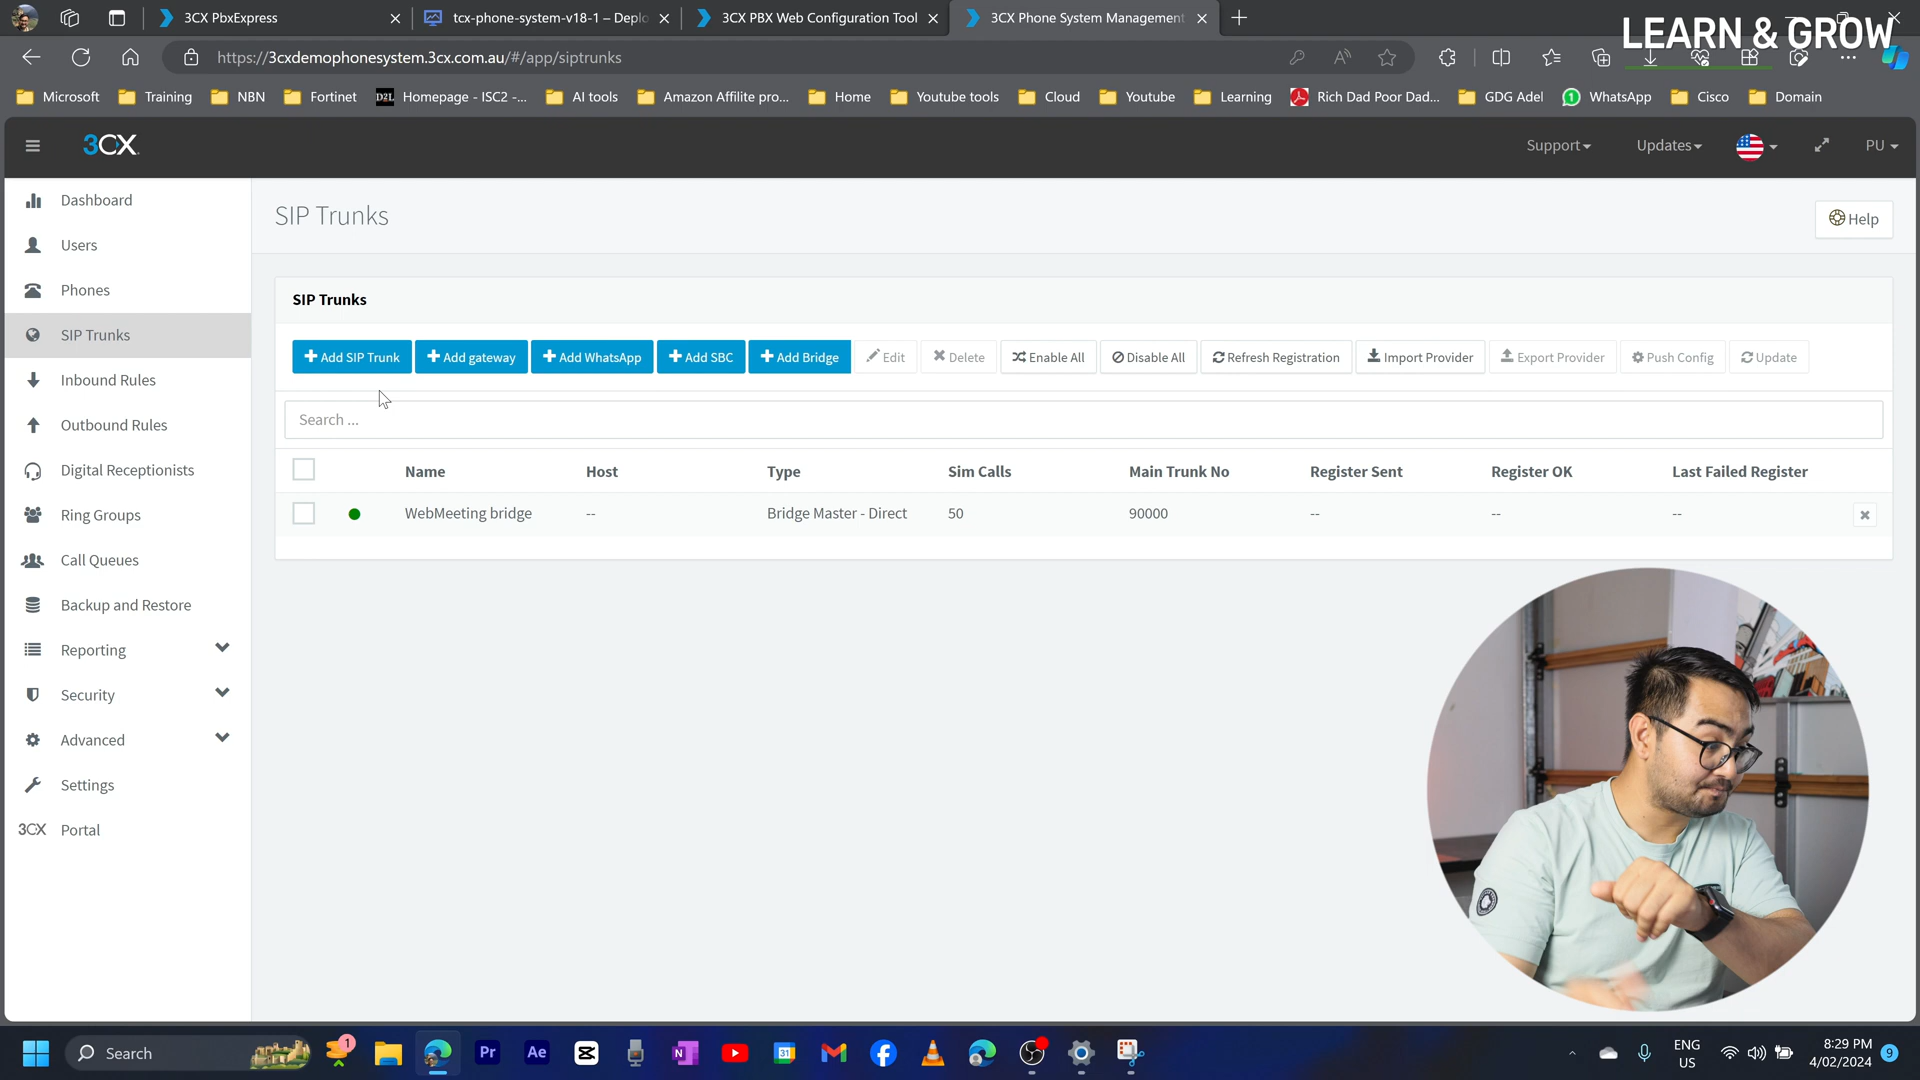 3CX PbxExpress
tcx-phone-system-v18-1 – Deplo
3CX PBX Web Configuration Tool
3CX Phone System Management
LEARN & GROW
https://3cxdemophonesystem.3cx.com.au/#/app/siptrunks
Microsoft
Training
NBN
Fortinet
D2L Homepage - ISC2 -...
AI tools
Amazon Affilite pro...
Home
Youtube tools
Cloud
Youtube
Learning
Rich Dad Poor Dad...
GDG Adel
1 WhatsApp
Cisco
Domain
3CX
Support
Updates
PU
Dashboard
Users
Phones
SIP Trunks
Inbound Rules
Outbound Rules
Digital Receptionists
Ring Groups
Call Queues
Backup and Restore
Reporting
Security
Advanced
Settings
3CX Portal
SIP Trunks
Help
SIP Trunks
Add SIP Trunk
Add gateway
Add WhatsApp
Add SBC
Add Bridge
Edit
Delete
Enable All
Disable All
Refresh Registration
Import Provider
Export Provider
Push Config
Update
Search ...
Name Host Type Sim Calls Main Trunk No Register Sent Register OK Last Failed Register
WebMeeting bridge -- Bridge Master - Direct 50 90000 -- -- --
Search
1
Pr
Ae
N
31
ENG
US
8:29 PM
4/02/2024
9